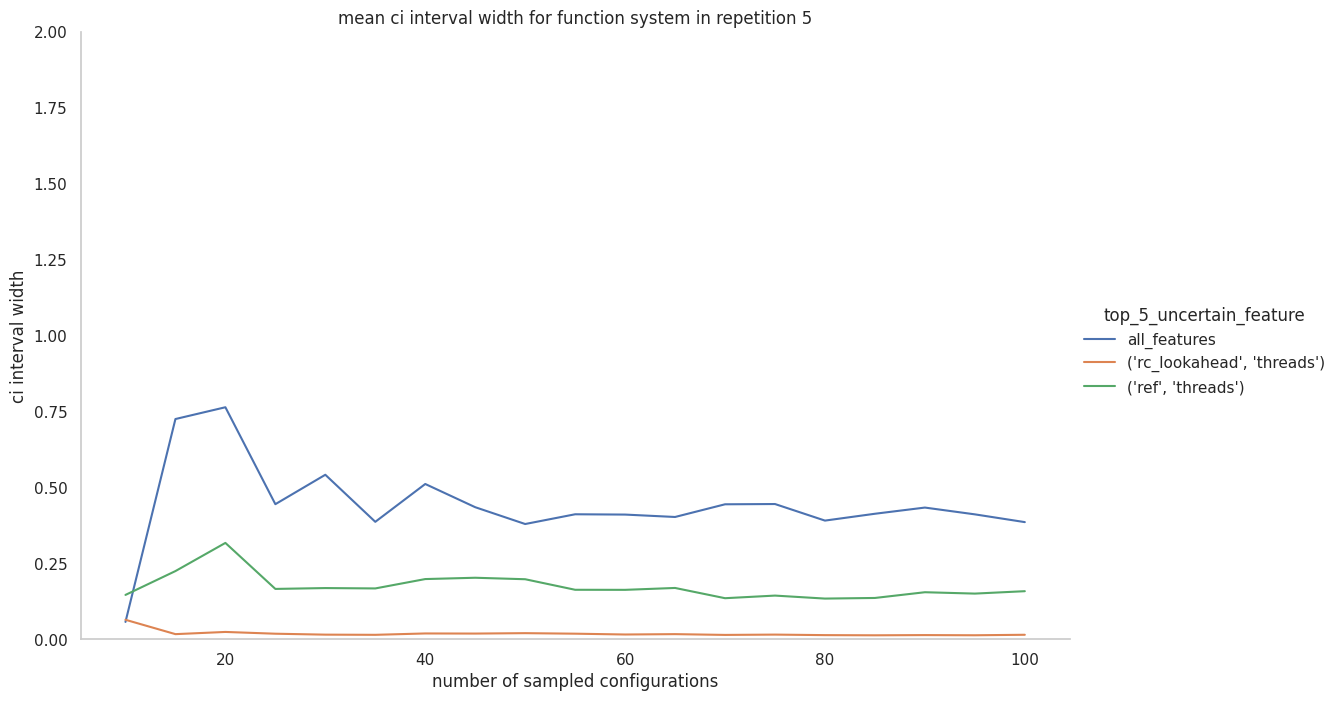 mean ci interval width for function system in repetition 5
2.00
1.75
1.50
1.25
1.00
0.75
0.50
0.25
0.00
ci interval width
20
40
60
80
100
number of sampled configurations
top_5_uncertain_feature
all_features
('rc_lookahead', 'threads')
('ref', 'threads')